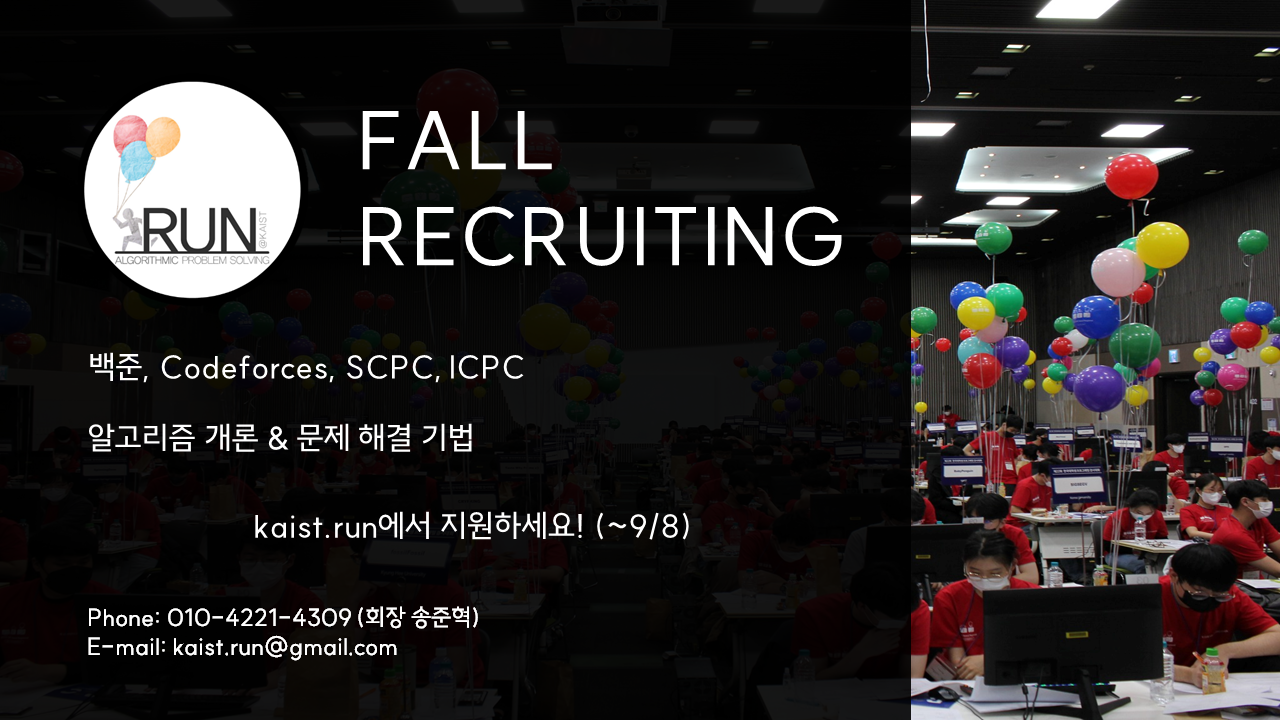 RUN
@KAIST
ALGORITHMIC PROBLEM SOLVING
FALL
RECRUITING
백준, Codeforces, SCPC, ICPC
알고리즘 개론 & 문제 해결 기법
kaist.run에서 지원하세요! (~9/8)
Phone: 010-4221-4309 (회장 송준혁)
E-mail: kaist.run@gmail.com